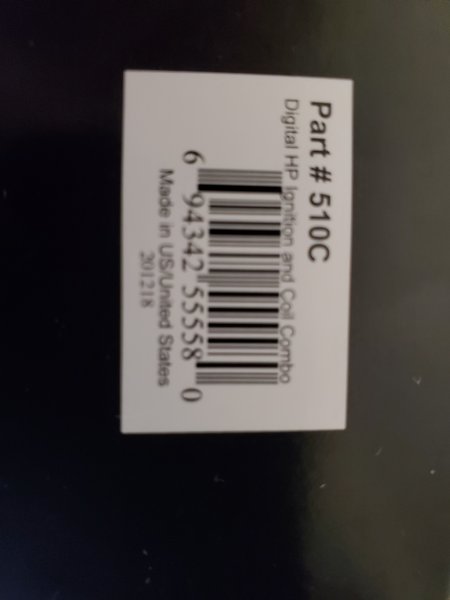 Part # 510C
Digital HP Ignition and Coil Combo
6 94342 55558 0
Made in US/United States
201218